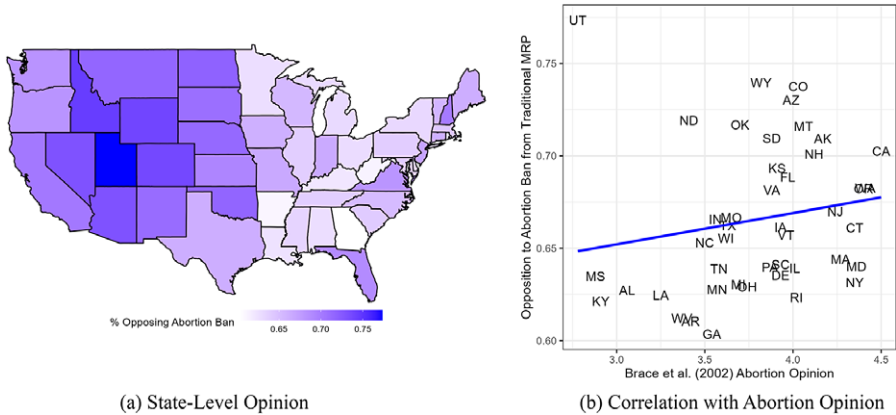 % Opposing Abortion Ban
0.65 0.70 0.75
(a) State-Level Opinion
Opposition to Abortion Ban from Traditional MRP
0.75
0.70
0.65
0.60
UT
WY
CO
AZ
ND
OK
MT
SD
AK
NH
CA
KS
FL
VA
OR
NJ
IN
MO
TX
IA
CT
WI
VT
NC
MA
TN
PA
SC
IL
MD
DE
MS
NY
AL
KY
LA
MN
MI
OH
RI
WV
AR
GA
3.0 3.5 4.0 4.5
Brace et al. (2002) Abortion Opinion
(b) Correlation with Abortion Opinion